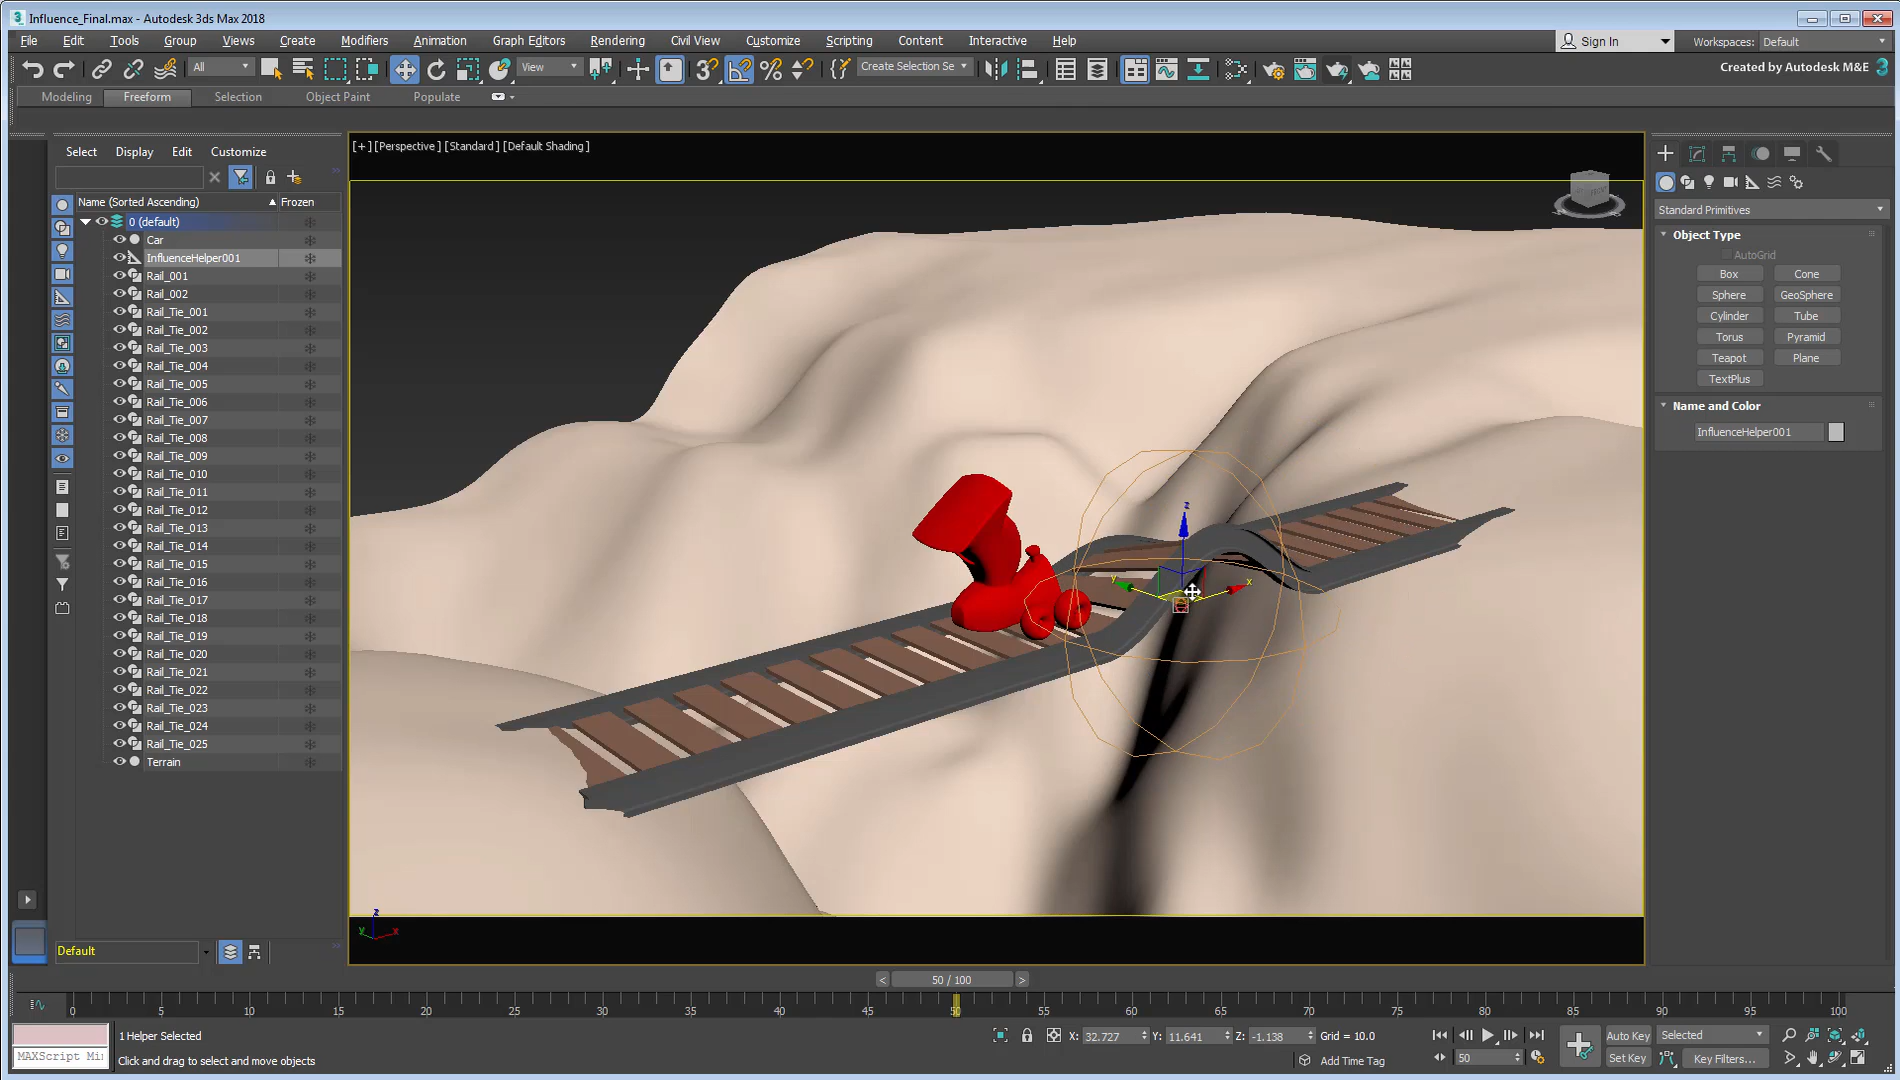 Influence_Final.max - Autodesk 3ds Max 2018
File Edit Tools Group Views Create Modifiers Animation Graph Editors Rendering Civil View Customize Scripting Content Interactive Help
Sign In
Workspaces: Default
All
View
Create Selection Se
Created by Autodesk M&E
Modeling Freeform Selection Object Paint Populate
Select Display Edit Customize
[+] [Perspective] [Standard] [Default Shading]
Name (Sorted Ascending) Frozen
0 (default)
Car
InfluenceHelper001
Rail_001
Rail_002
Rail_Tie_001
Rail_Tie_002
Rail_Tie_003
Rail_Tie_004
Rail_Tie_005
Rail_Tie_006
Rail_Tie_007
Rail_Tie_008
Rail_Tie_009
Rail_Tie_010
Rail_Tie_011
Rail_Tie_012
Rail_Tie_013
Rail_Tie_014
Rail_Tie_015
Rail_Tie_016
Rail_Tie_017
Rail_Tie_018
Rail_Tie_019
Rail_Tie_020
Rail_Tie_021
Rail_Tie_022
Rail_Tie_023
Rail_Tie_024
Rail_Tie_025
Terrain
Default
z
y
x
z
y
x
Standard Primitives
Object Type
AutoGrid
Box Cone
Sphere GeoSphere
Cylinder Tube
Torus Pyramid
Teapot Plane
TextPlus
Name and Color
InfluenceHelper001
< 50 / 100 >
0 5 10 15 20 25 30 35 40 45 50 55 60 65 70 75 80 85 90 95 100
1 Helper Selected
X: 32.727 Y: 11.641 Z: -1.138 Grid = 10.0
Auto Key Selected
MAXScript Mi
Click and drag to select and move objects
Add Time Tag
50
Set Key Key Filters...